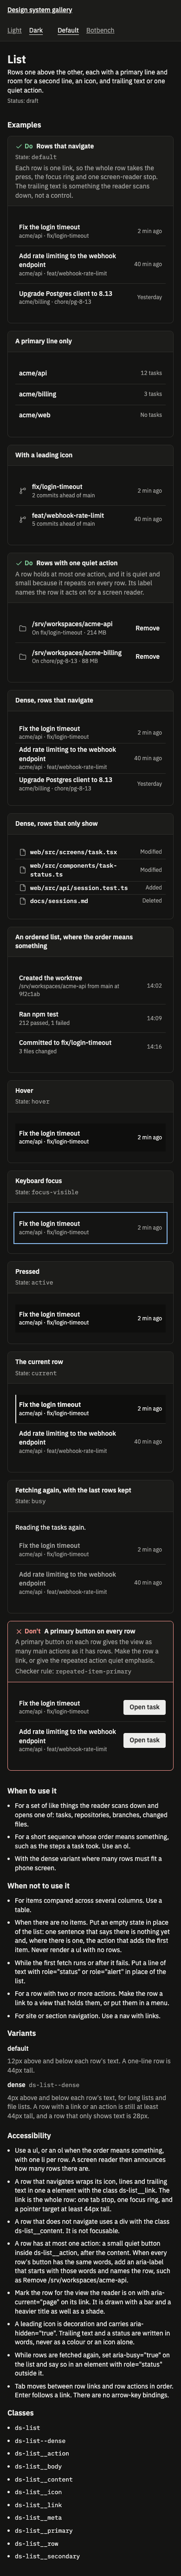 Design system gallery
Light Dark Default Botbench
List
Rows one above the other, each with a primary line and
room for a second line, an icon, and trailing text or one
quiet action.
Status: draft
Examples
Do Rows that navigate
State: default
Each row is one link, so the whole row takes the
press, the focus ring and one screen-reader stop.
The trailing text is something the reader scans
down, not a control.
Fix the login timeout
acme/api · fix/login-timeout
2 min ago
Add rate limiting to the webhook
endpoint
acme/api · feat/webhook-rate-limit
40 min ago
Upgrade Postgres client to 8.13
acme/billing · chore/pg-8-13
Yesterday
A primary line only
acme/api 12 tasks
acme/billing 3 tasks
acme/web No tasks
With a leading icon
fix/login-timeout
2 commits ahead of main
2 min ago
feat/webhook-rate-limit
5 commits ahead of main
40 min ago
Do Rows with one quiet action
A row holds at most one action, and it is quiet and
small because it repeats on every row. Its label
names the row it acts on for a screen reader.
/srv/workspaces/acme-api
On fix/login-timeout · 214 MB
Remove
/srv/workspaces/acme-billing
On chore/pg-8-13 · 88 MB
Remove
Dense, rows that navigate
Fix the login timeout
acme/api · fix/login-timeout
2 min ago
Add rate limiting to the webhook
endpoint
acme/api · feat/webhook-rate-limit
40 min ago
Upgrade Postgres client to 8.13
acme/billing · chore/pg-8-13
Yesterday
Dense, rows that only show
web/src/screens/task.tsx Modified
web/src/components/task-
status.ts
Modified
web/src/api/session.test.ts Added
docs/sessions.md Deleted
An ordered list, where the order means
something
Created the worktree
/srv/workspaces/acme-api from main at
9f2c1ab
14:02
Ran npm test
212 passed, 1 failed
14:09
Committed to fix/login-timeout
3 files changed
14:16
Hover
State: hover
Fix the login timeout
acme/api · fix/login-timeout
2 min ago
Keyboard focus
State: focus-visible
Fix the login timeout
acme/api · fix/login-timeout
2 min ago
Pressed
State: active
Fix the login timeout
acme/api · fix/login-timeout
2 min ago
The current row
State: current
Fix the login timeout
acme/api · fix/login-timeout
2 min ago
Add rate limiting to the webhook
endpoint
acme/api · feat/webhook-rate-limit
40 min ago
Fetching again, with the last rows kept
State: busy
Reading the tasks again.
Fix the login timeout
acme/api · fix/login-timeout
2 min ago
Add rate limiting to the webhook
endpoint
acme/api · feat/webhook-rate-limit
40 min ago
Don't A primary button on every row
A primary button on each row gives the view as
many main actions as it has rows. Make the row a
link, or give the repeated action quiet emphasis.
Checker rule: repeated-item-primary
Fix the login timeout
acme/api · fix/login-timeout
Open task
Add rate limiting to the webhook
endpoint
acme/api · feat/webhook-rate-limit
Open task
When to use it
• For a set of like things the reader scans down and
opens one of: tasks, repositories, branches, changed
files.
• For a short sequence whose order means something,
such as the steps a task took. Use an ol.
• With the dense variant where many rows must fit a
phone screen.
When not to use it
• For items compared across several columns. Use a
table.
• When there are no items. Put an empty state in place
of the list: one sentence that says there is nothing yet
and, where there is one, the action that adds the first
item. Never render a ul with no rows.
• While the first fetch runs or after it fails. Put a line of
text with role="status" or role="alert" in place of the
list.
• For a row with two or more actions. Make the row a
link to a view that holds them, or put them in a menu.
• For site or section navigation. Use a nav with links.
Variants
default
12px above and below each row's text. A one-line row is
44px tall.
dense ds-list--dense
4px above and below each row's text, for long lists and
file lists. A row with a link or an action is still at least
44px tall, and a row that only shows text is 28px.
Accessibility
• Use a ul, or an ol when the order means something,
with one li per row. A screen reader then announces
how many rows there are.
• A row that navigates wraps its icon, lines and trailing
text in one a element with the class ds-list__link. The
link is the whole row: one tab stop, one focus ring, and
a pointer target at least 44px tall.
• A row that does not navigate uses a div with the class
ds-list__content. It is not focusable.
• A row has at most one action: a small quiet button
inside ds-list__action, after the content. When every
row's button has the same words, add an aria-label
that starts with those words and names the row, such
as Remove /srv/workspaces/acme-api.
• Mark the row for the view the reader is on with aria-
current="page" on its link. It is drawn with a bar and a
heavier title as well as a shade.
• A leading icon is decoration and carries aria-
hidden="true". Trailing text and a status are written in
words, never as a colour or an icon alone.
• While rows are fetched again, set aria-busy="true" on
the list and say so in an element with role="status"
outside it.
• Tab moves between row links and row actions in order.
Enter follows a link. There are no arrow-key bindings.
Classes
• ds-list
• ds-list--dense
• ds-list__action
• ds-list__body
• ds-list__content
• ds-list__icon
• ds-list__link
• ds-list__meta
• ds-list__primary
• ds-list__row
• ds-list__secondary